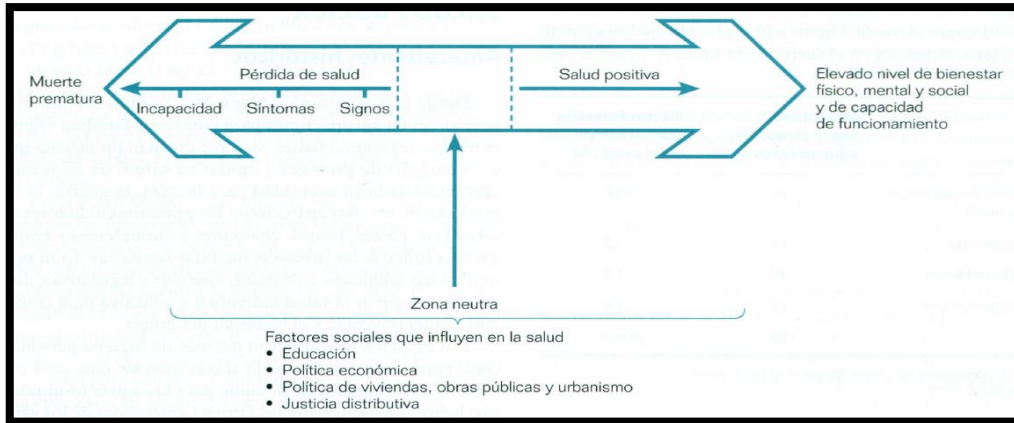 Muerte
prematura
Pérdida de salud
Incapacidad Síntomas Signos
Salud positiva
Elevado nivel de bienestar
físico, mental y social
y de capacidad
de funcionamiento
Zona neutra
Factores sociales que influyen en la salud
• Educación
• Política económica
• Política de viviendas, obras públicas y urbanismo
• Justicia distributiva